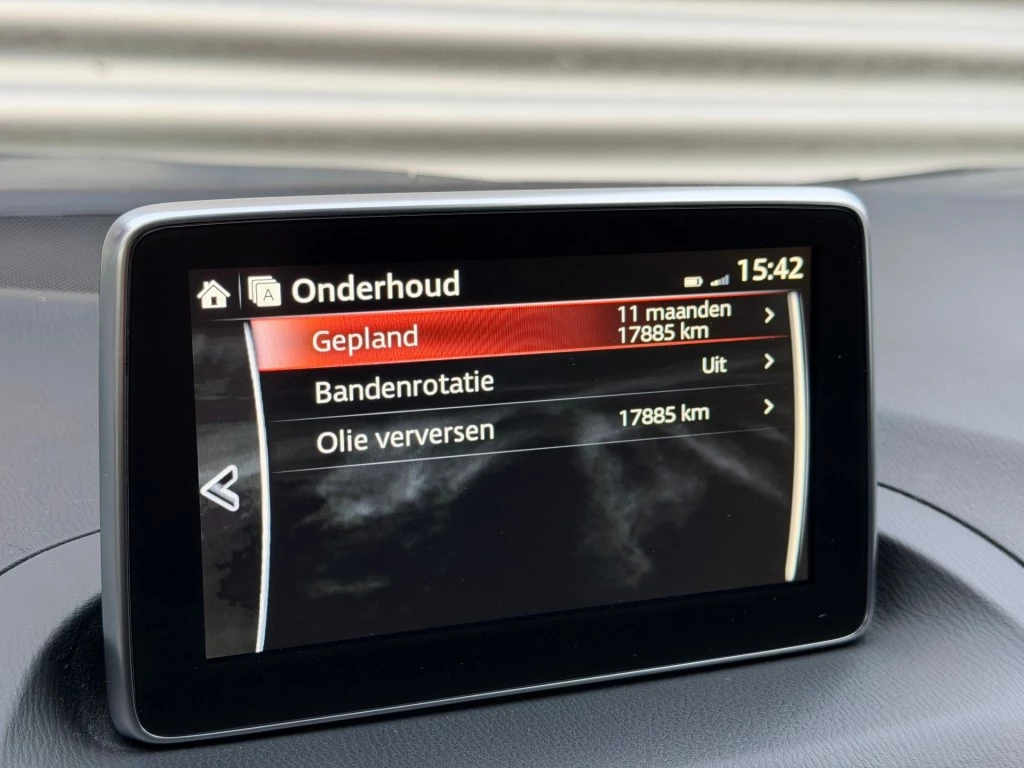 A Onderhoud 15:42
Gepland 11 maanden
17885 km
Bandenrotatie Uit
Olie verversen 17885 km